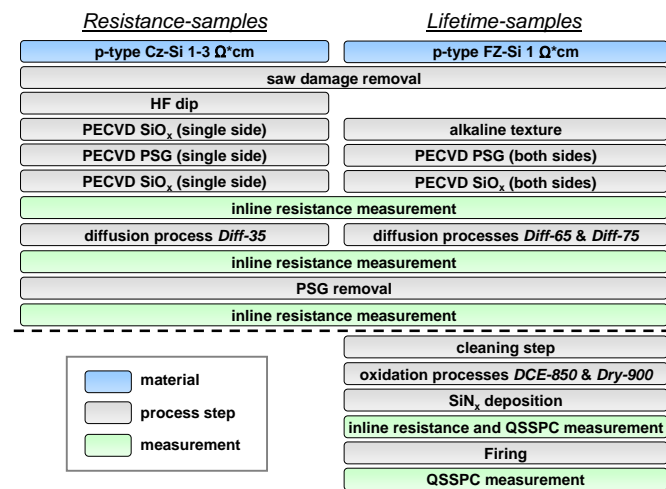 Resistance-samples Lifetime-samples
p-type Cz-Si 1-3 Ω*cm p-type FZ-Si 1 Ω*cm
saw damage removal
HF dip
PECVD SiOx (single side) alkaline texture
PECVD PSG (single side) PECVD PSG (both sides)
PECVD SiOx (single side) PECVD SiOx (both sides)
inline resistance measurement
diffusion process Diff-35 diffusion processes Diff-65 & Diff-75
inline resistance measurement
PSG removal
inline resistance measurement
cleaning step
oxidation processes DCE-850 & Dry-900
SiNx deposition
inline resistance and QSSPC measurement
Firing
QSSPC measurement
material
process step
measurement